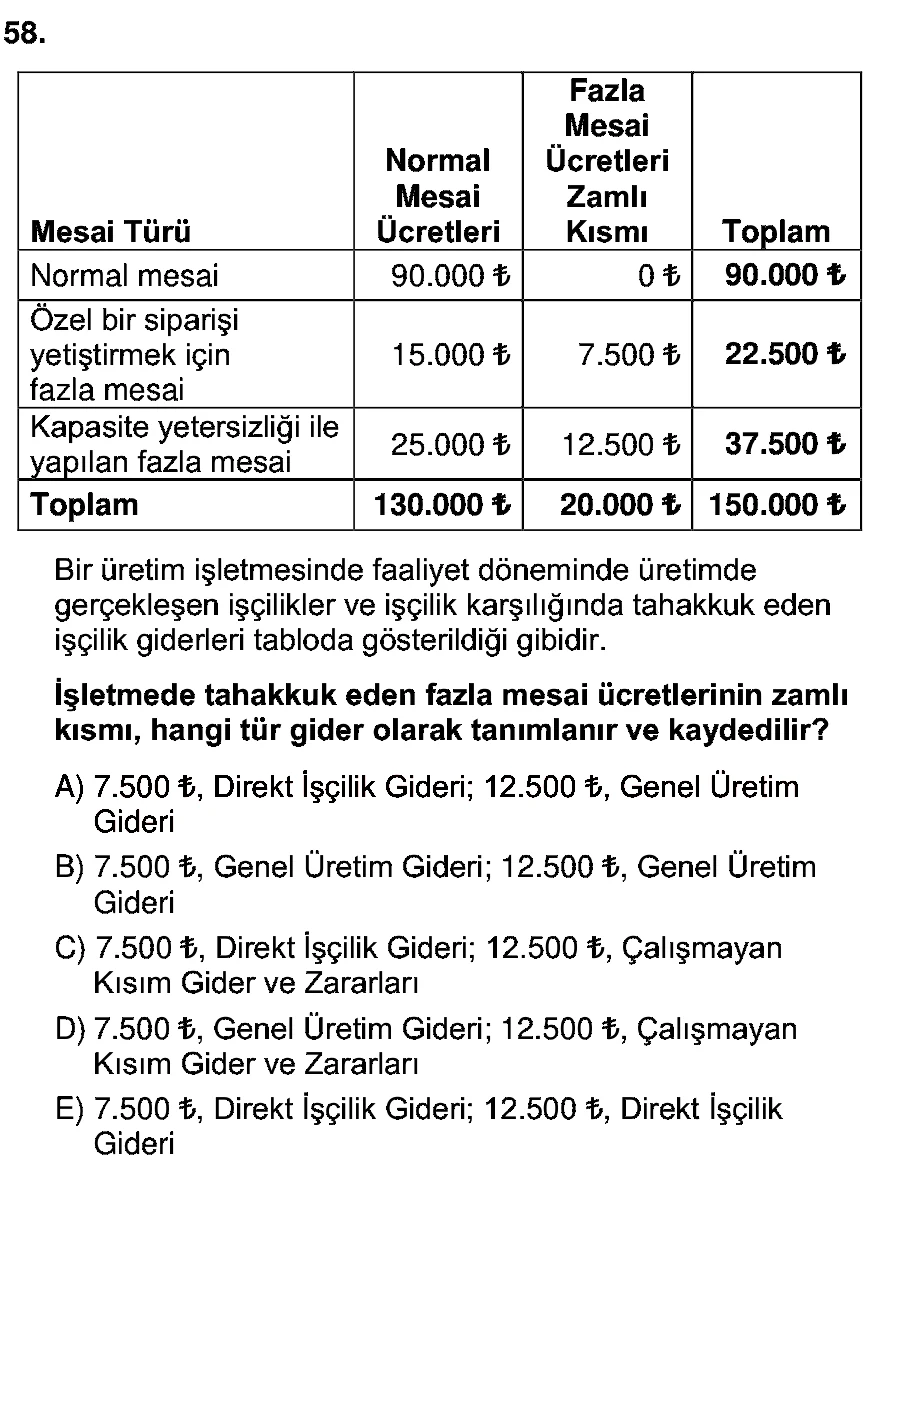 58.
Mesai Türü
Normal
Mesai
Ücretleri
Fazla
Mesai
Ücretleri
Zamlı
Kısmı
Toplam
Normal mesai 90.000 ₺ 0 ₺ 90.000 ₺
Özel bir siparişi
yetiştirmek için
fazla mesai
15.000 ₺ 7.500 ₺ 22.500 ₺
Kapasite yetersizliği ile
yapılan fazla mesai
25.000 ₺ 12.500 ₺ 37.500 ₺
Toplam 130.000 ₺ 20.000 ₺ 150.000 ₺
Bir üretim işletmesinde faaliyet döneminde üretimde
gerçekleşen işçilikler ve işçilik karşılığında tahakkuk eden
işçilik giderleri tabloda gösterildiği gibidir.
İşletmede tahakkuk eden fazla mesai ücretlerinin zamlı
kısmı, hangi tür gider olarak tanımlanır ve kaydedilir?
A) 7.500 ₺, Direkt İşçilik Gideri; 12.500 ₺, Genel Üretim
Gideri
B) 7.500 ₺, Genel Üretim Gideri; 12.500 ₺, Genel Üretim
Gideri
C) 7.500 ₺, Direkt İşçilik Gideri; 12.500 ₺, Çalışmayan
Kısım Gider ve Zararları
D) 7.500 ₺, Genel Üretim Gideri; 12.500 ₺, Çalışmayan
Kısım Gider ve Zararları
E) 7.500 ₺, Direkt İşçilik Gideri; 12.500 ₺, Direkt İşçilik
Gideri